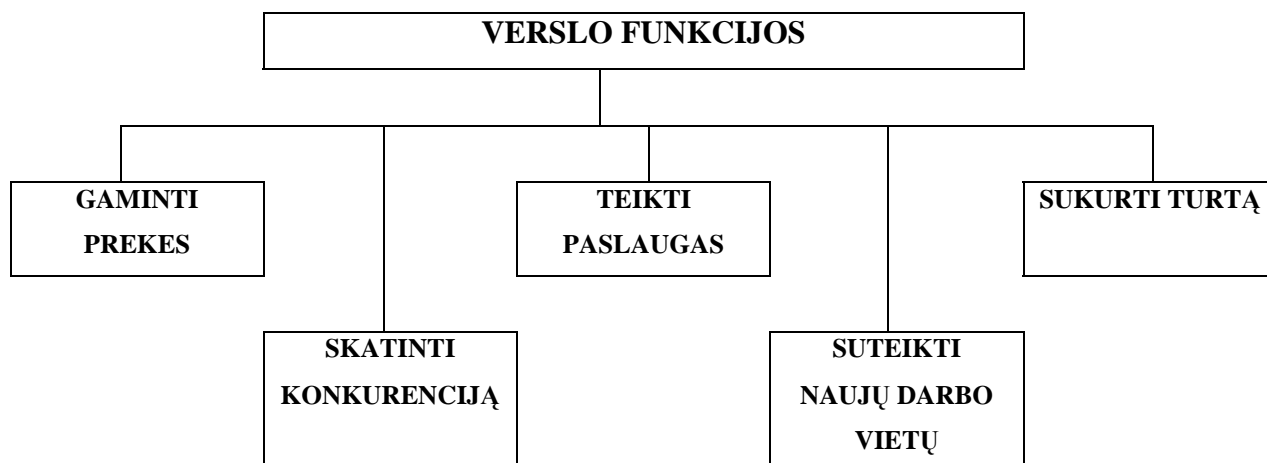 VERSLO FUNKCIJOS
GAMINTI
PREKES
TEIKTI
PASLAUGAS
SUKURTI TURTĄ
SKATINTI
KONKURENCIJĄ
SUTEIKTI
NAUJŲ DARBO
VIETŲ